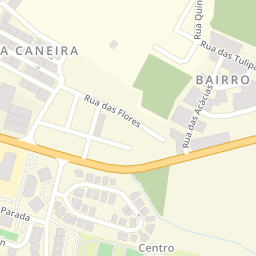 Rua Quin
Rua das Tulipa
A CANEIRA
BAIRRO
Rua das Flores
Rua das Acácias
Parada
n
Centro